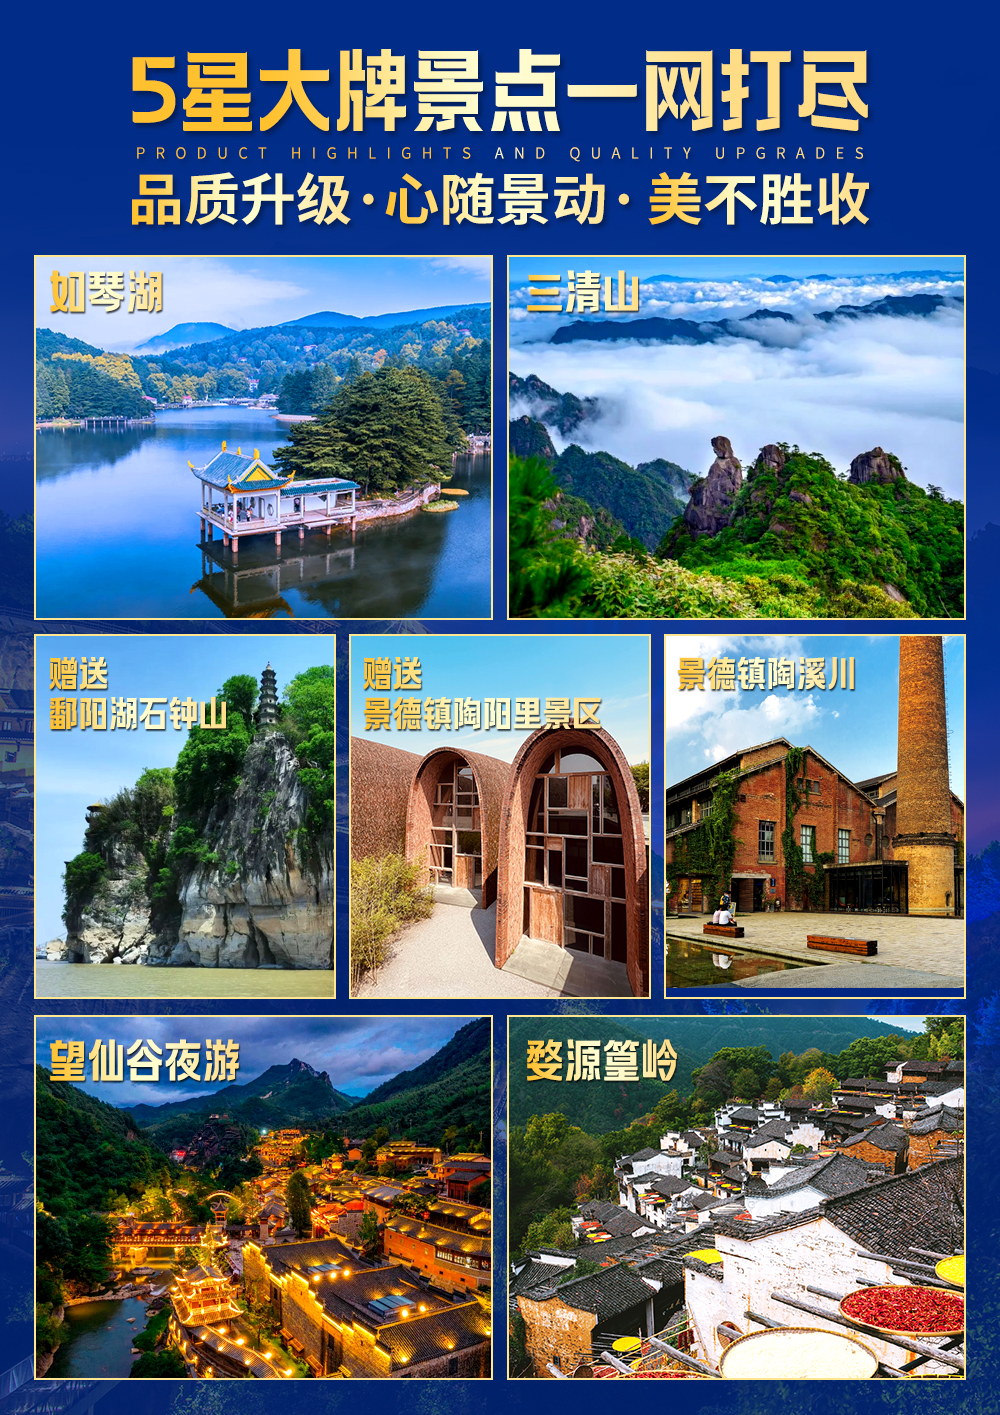 5星大牌景点一网打尽
PRODUCT HIGHLIGHTS AND QUALITY UPGRADES
品质升级·心随景动·美不胜收
如琴湖
三清山
赠送
鄱阳湖石钟山
赠送
景德镇陶阳里景区
景德镇陶溪川
望仙谷夜游
婺源篁岭